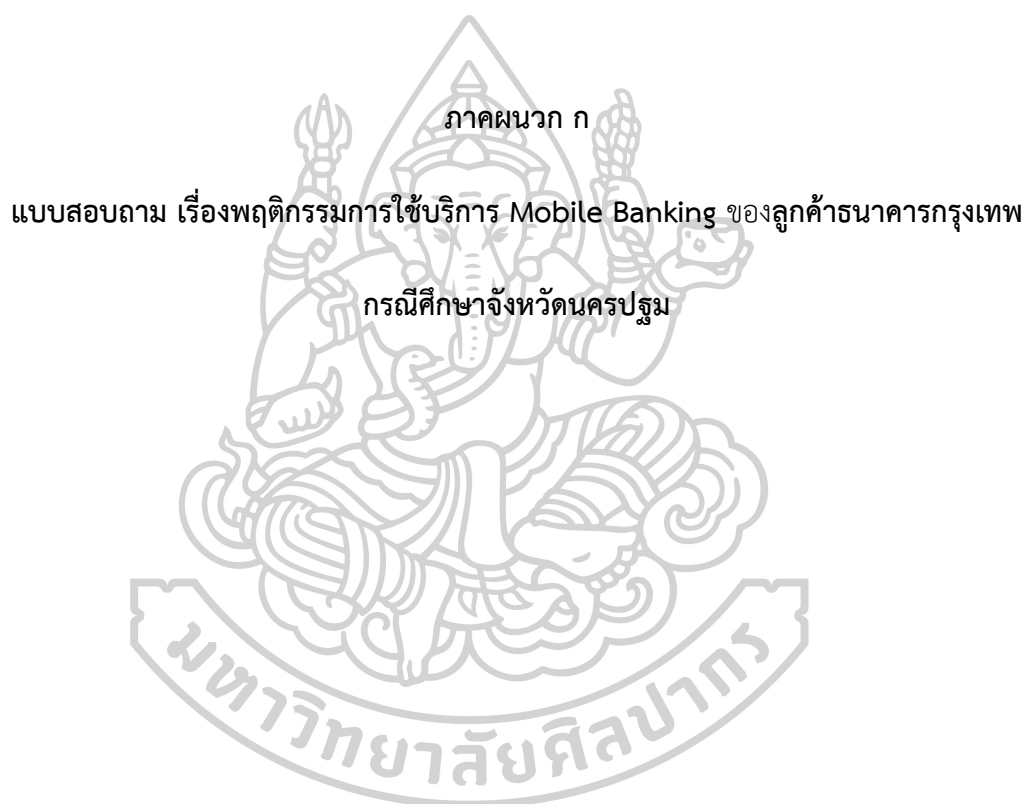 ภาคผนวก ก
แบบสอบถาม เรื่องพฤติกรรมการใช้บริการ Mobile Banking ของลูกค้าธนาคารกรุงเทพ
กรณีศึกษาจังหวัดนครปฐม
มหาวิทยาลัยศิลปากร